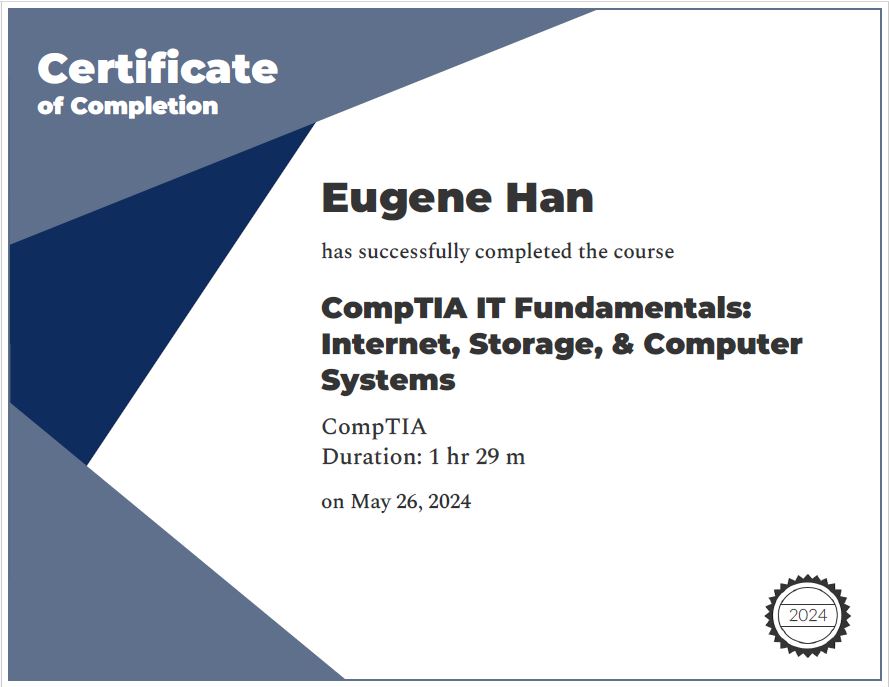 Certificate
of Completion
Eugene Han
has successfully completed the course
CompTIA IT Fundamentals:
Internet, Storage, & Computer
Systems
CompTIA
Duration: 1 hr 29 m
on May 26, 2024
2024